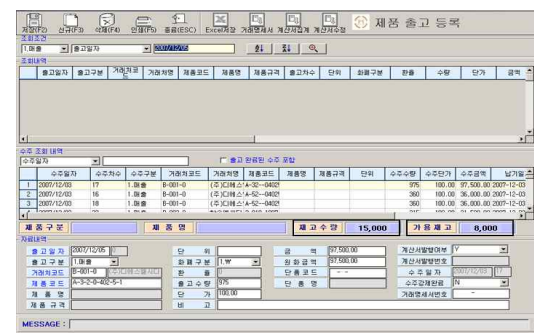 저장(F2) 신규(F3) 삭제(F4) 인쇄(F5) 종료(ESC) Excel저장 거래명세서 계산서집계 계산서수정 제품 출고 등록
조회조건
1.매출 출고일자 2007/12/05
조회내역
출고일자 출고구분 거래처코드 거래처명 제품코드 제품명 제품규격 출고차수 단위 화폐구분 환율 수량 단가 금액
수주 조회 내역
수주일자 출고 완료된 수주 포함
수주일자 수주차수 수주구분 거래처코드 거래처명 제품코드 제품명 제품규격 단위 수주수량 수주단가 수주금액 납기일
1 2007/12/03 17 1.매출 B-001-0 975 100.00 97,500.00 2007-12-03
2 2007/12/03 16 1.매출 B-001-0 360 100.00 36,000.00 2007-12-03
3 2007/12/03 18 1.매출 B-001-0 360 100.00 36,000.00 2007-12-03
제품구분 제품명 재고수량 15,000 가용재고 8,000
자료내역
출고일자 2007/12/05 단위 금액 97,500.00 계산서발행여부 Y
출고구분 1.매출 화폐구분 1.₩ 원화금액 97,500.00 계산서발행번호
거래처코드 B-001-0 환율 0 단품코드 - - 수주일자 2007/12/03 17
제품코드 A-3-2-0-402-5-1 출고수량 975 단품명 수주강제완료 N
제품명 단가 100.00 거래명세서번호 -
제품규격 비고
MESSAGE :